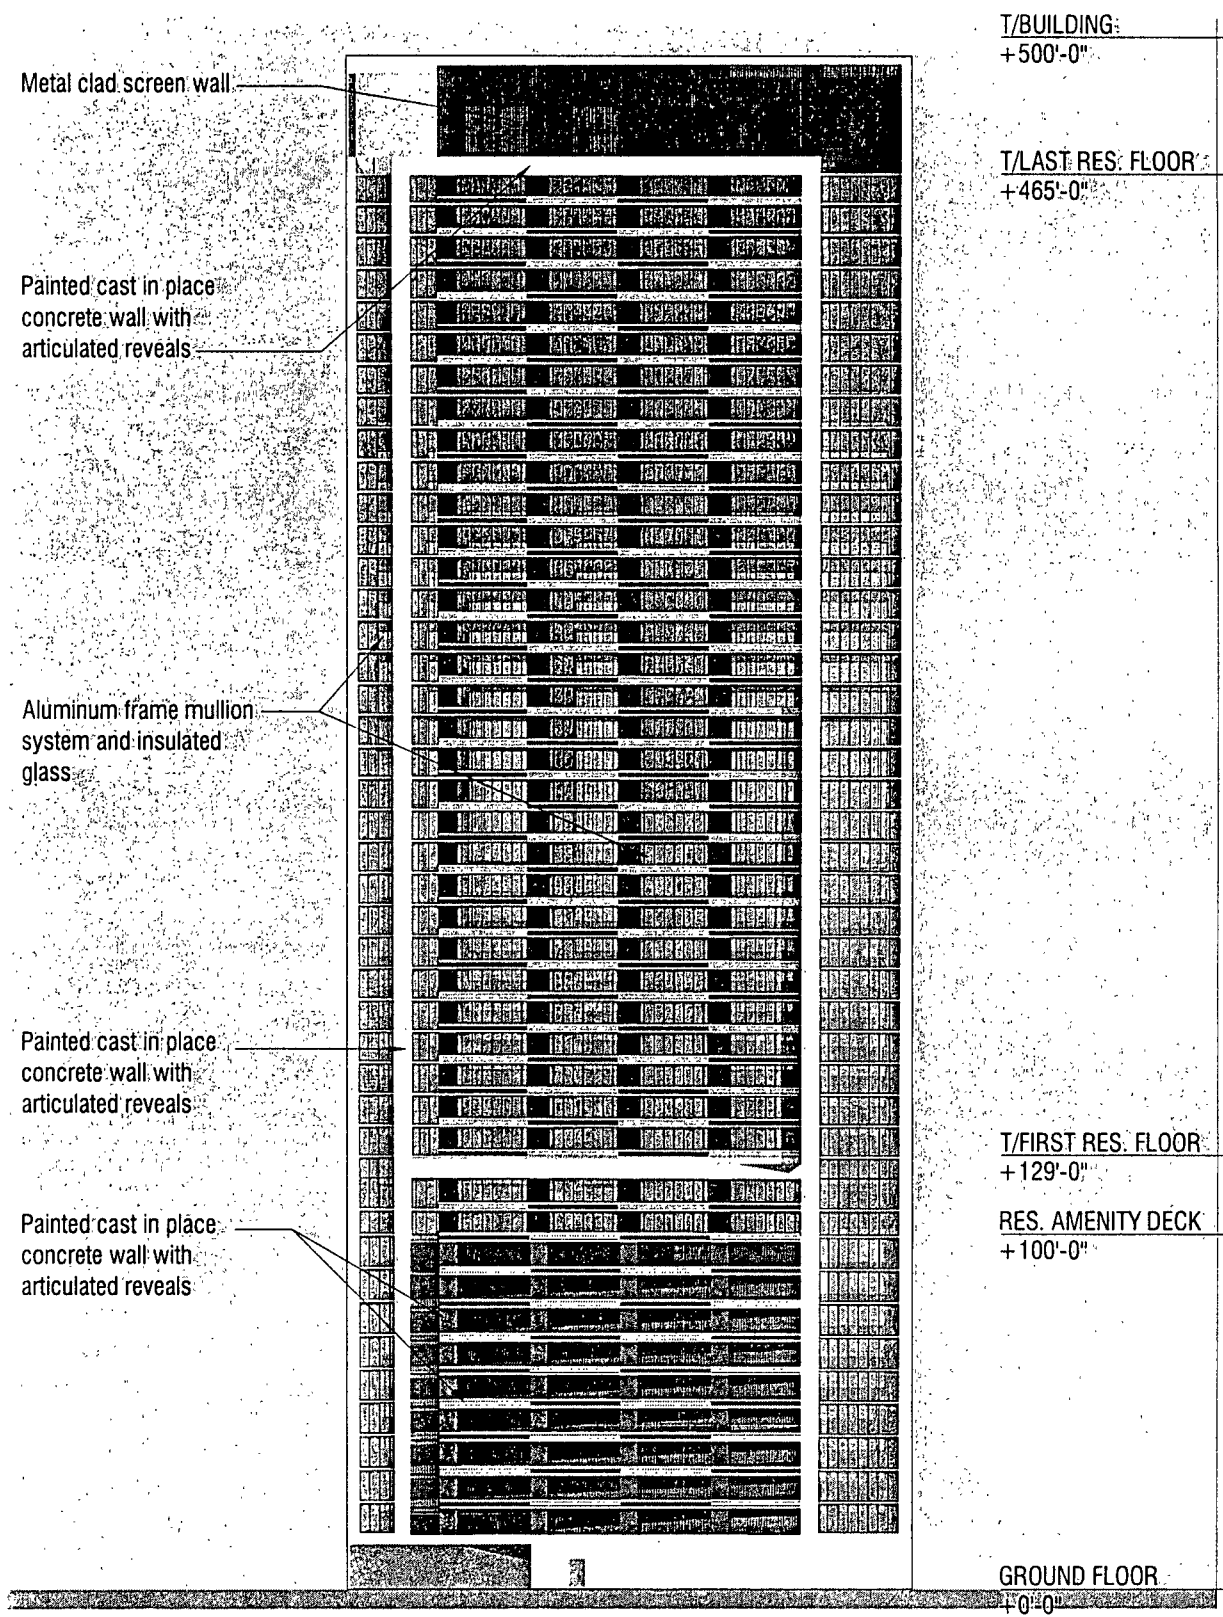 T/BUILDING
+500'-0"
Metal clad screen wall
T/LAST RES. FLOOR
+465'-0"
Painted cast in place
concrete wall with
articulated reveals
Aluminum frame mullion
system and insulated
glass
Painted cast in place
concrete wall with
articulated reveals
T/FIRST RES. FLOOR
+129'-0"
RES. AMENITY DECK
+100'-0"
Painted cast in place
concrete wall with
articulated reveals
GROUND FLOOR
+0'-0"